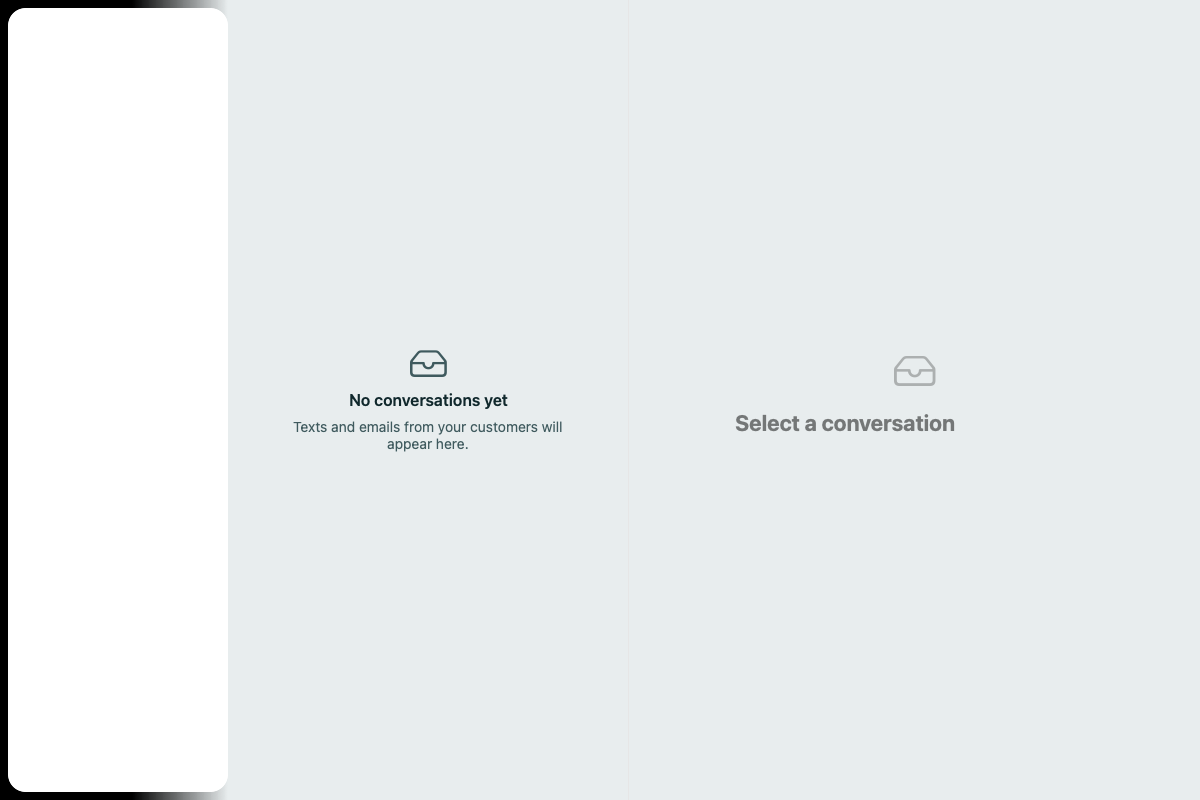 No conversations yet
Texts and emails from your customers will
appear here.
Select a conversation